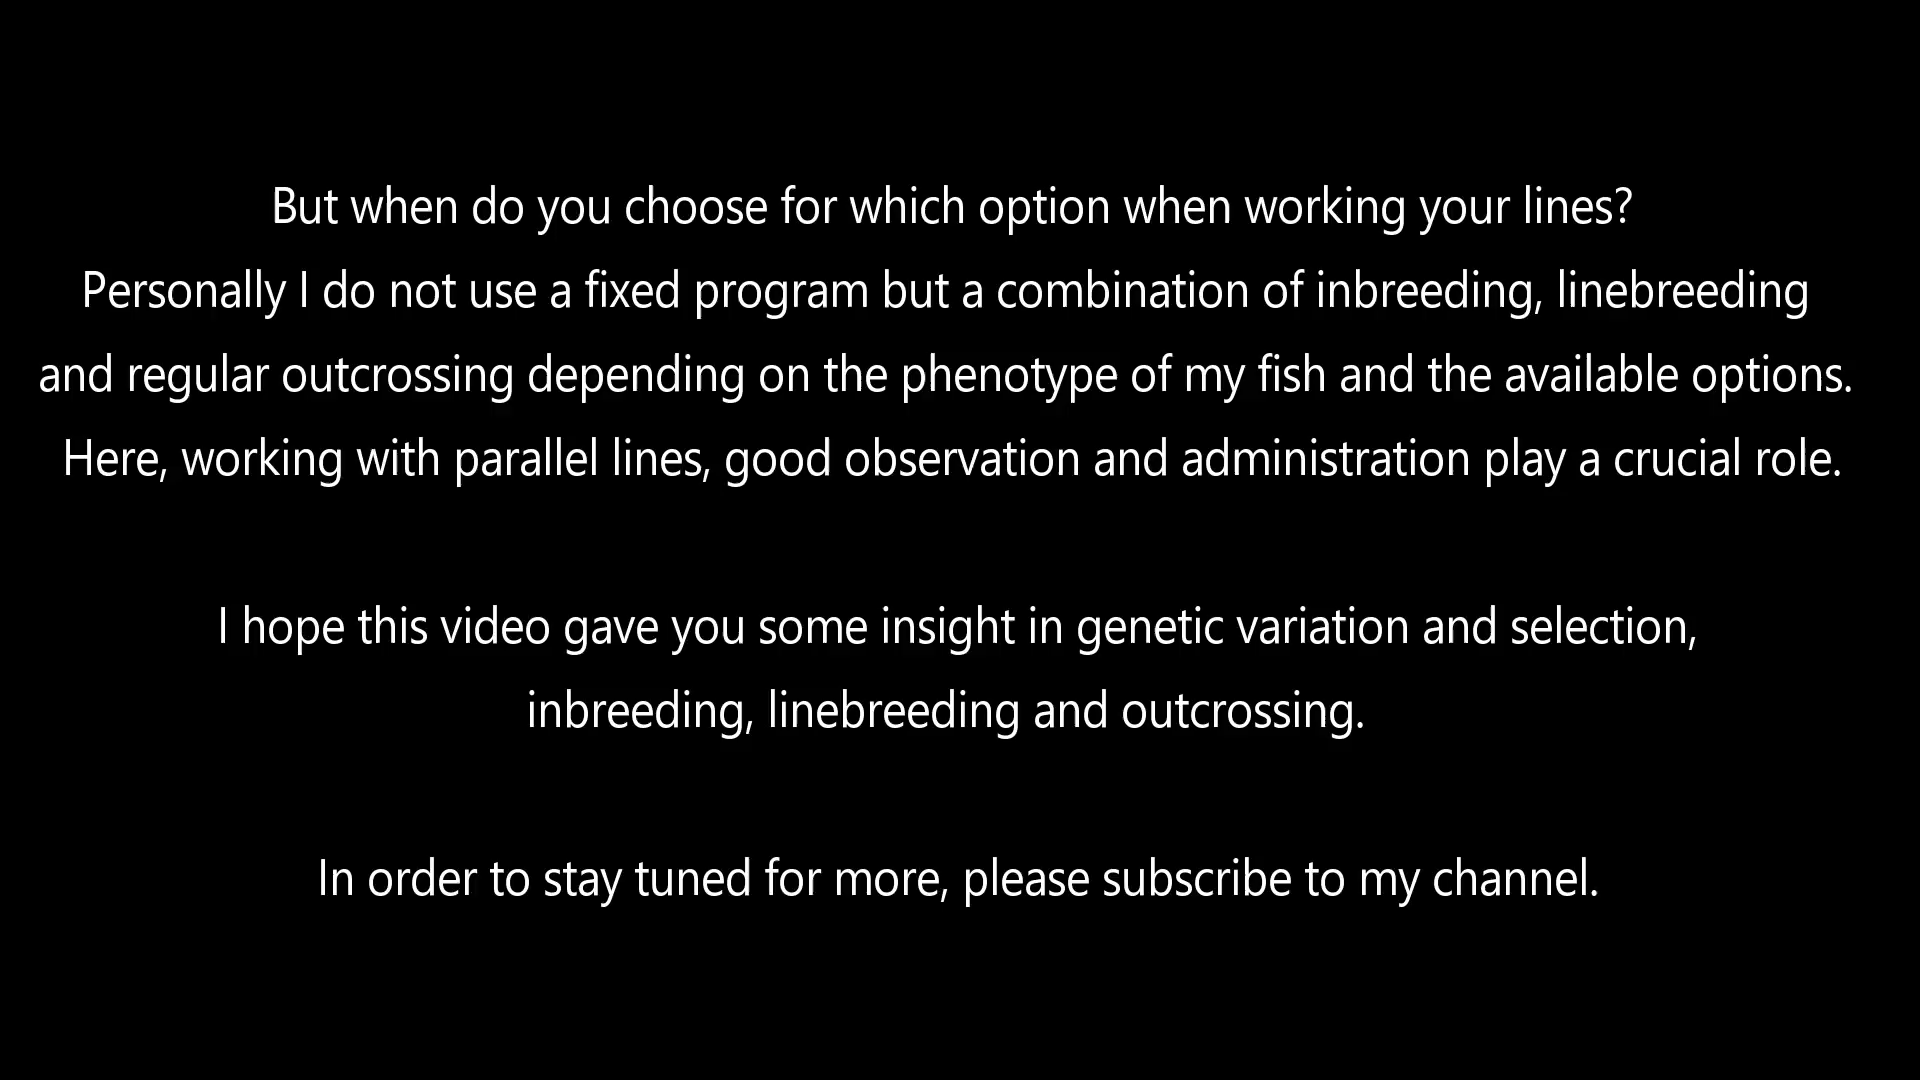 But when do you choose for which option when working your lines?
Personally I do not use a fixed program but a combination of inbreeding, linebreeding
and regular outcrossing depending on the phenotype of my fish and the available options.
Here, working with parallel lines, good observation and administration play a crucial role.
I hope this video gave you some insight in genetic variation and selection,
inbreeding, linebreeding and outcrossing.
In order to stay tuned for more, please subscribe to my channel.